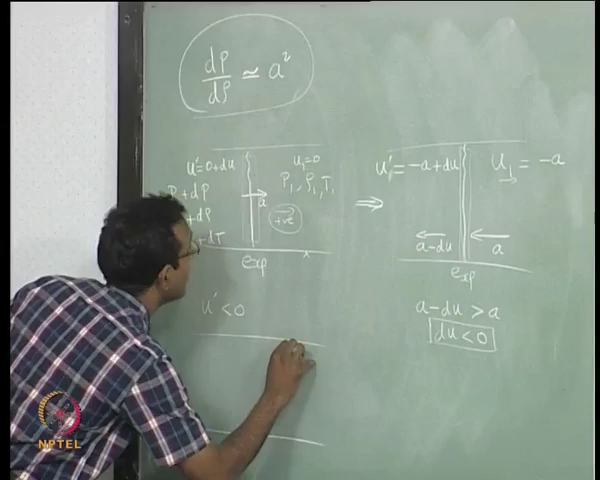 dP/dρ ≃ a²
u' = 0+du
u₁=0
P+dP
P₁, ρ₁, T₁
a
+dρ
+ve
+dT
exp
u' < 0
⇒
u₁' = -a+du
u₁ = -a
a-du
a
exp
a-du > a
du < 0
NPTEL